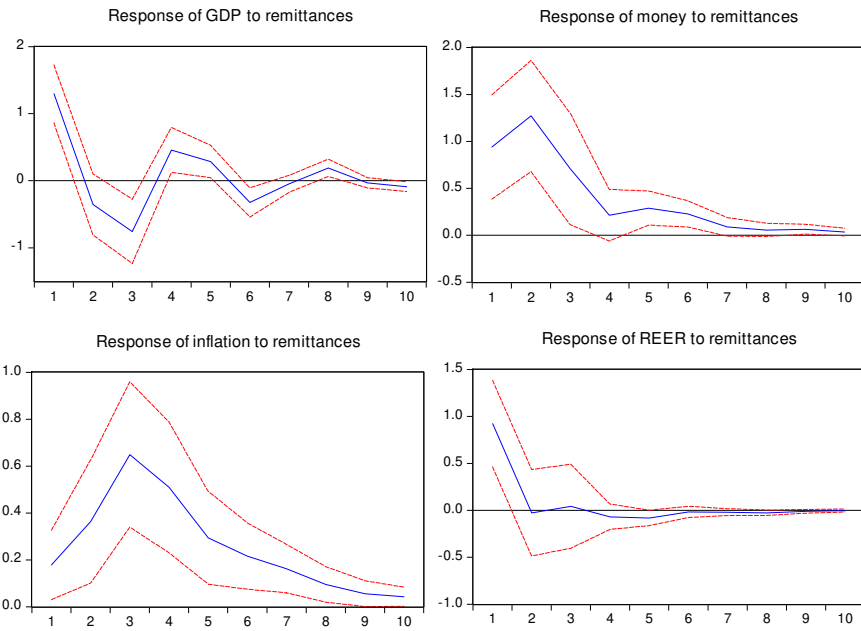 Response of GDP to remittances
2
1
0
-1
1 2 3 4 5 6 7 8 9 10
Response of money to remittances
2.0
1.5
1.0
0.5
0.0
-0.5
1 2 3 4 5 6 7 8 9 10
Response of inflation to remittances
1.0
0.8
0.6
0.4
0.2
0.0
1 2 3 4 5 6 7 8 9 10
Response of REER to remittances
1.5
1.0
0.5
0.0
-0.5
-1.0
1 2 3 4 5 6 7 8 9 10